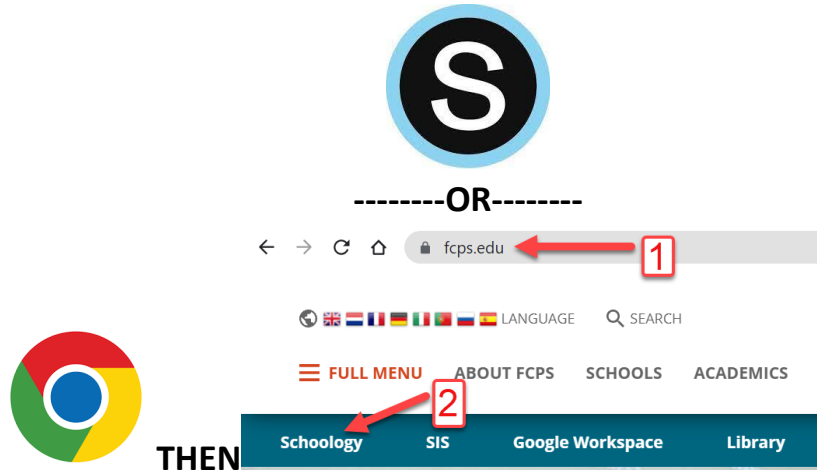 S
--------OR--------
fcps.edu
1
LANGUAGE SEARCH
FULL MENU ABOUT FCPS SCHOOLS ACADEMICS
2
THEN
Schoology SIS Google Workspace Library